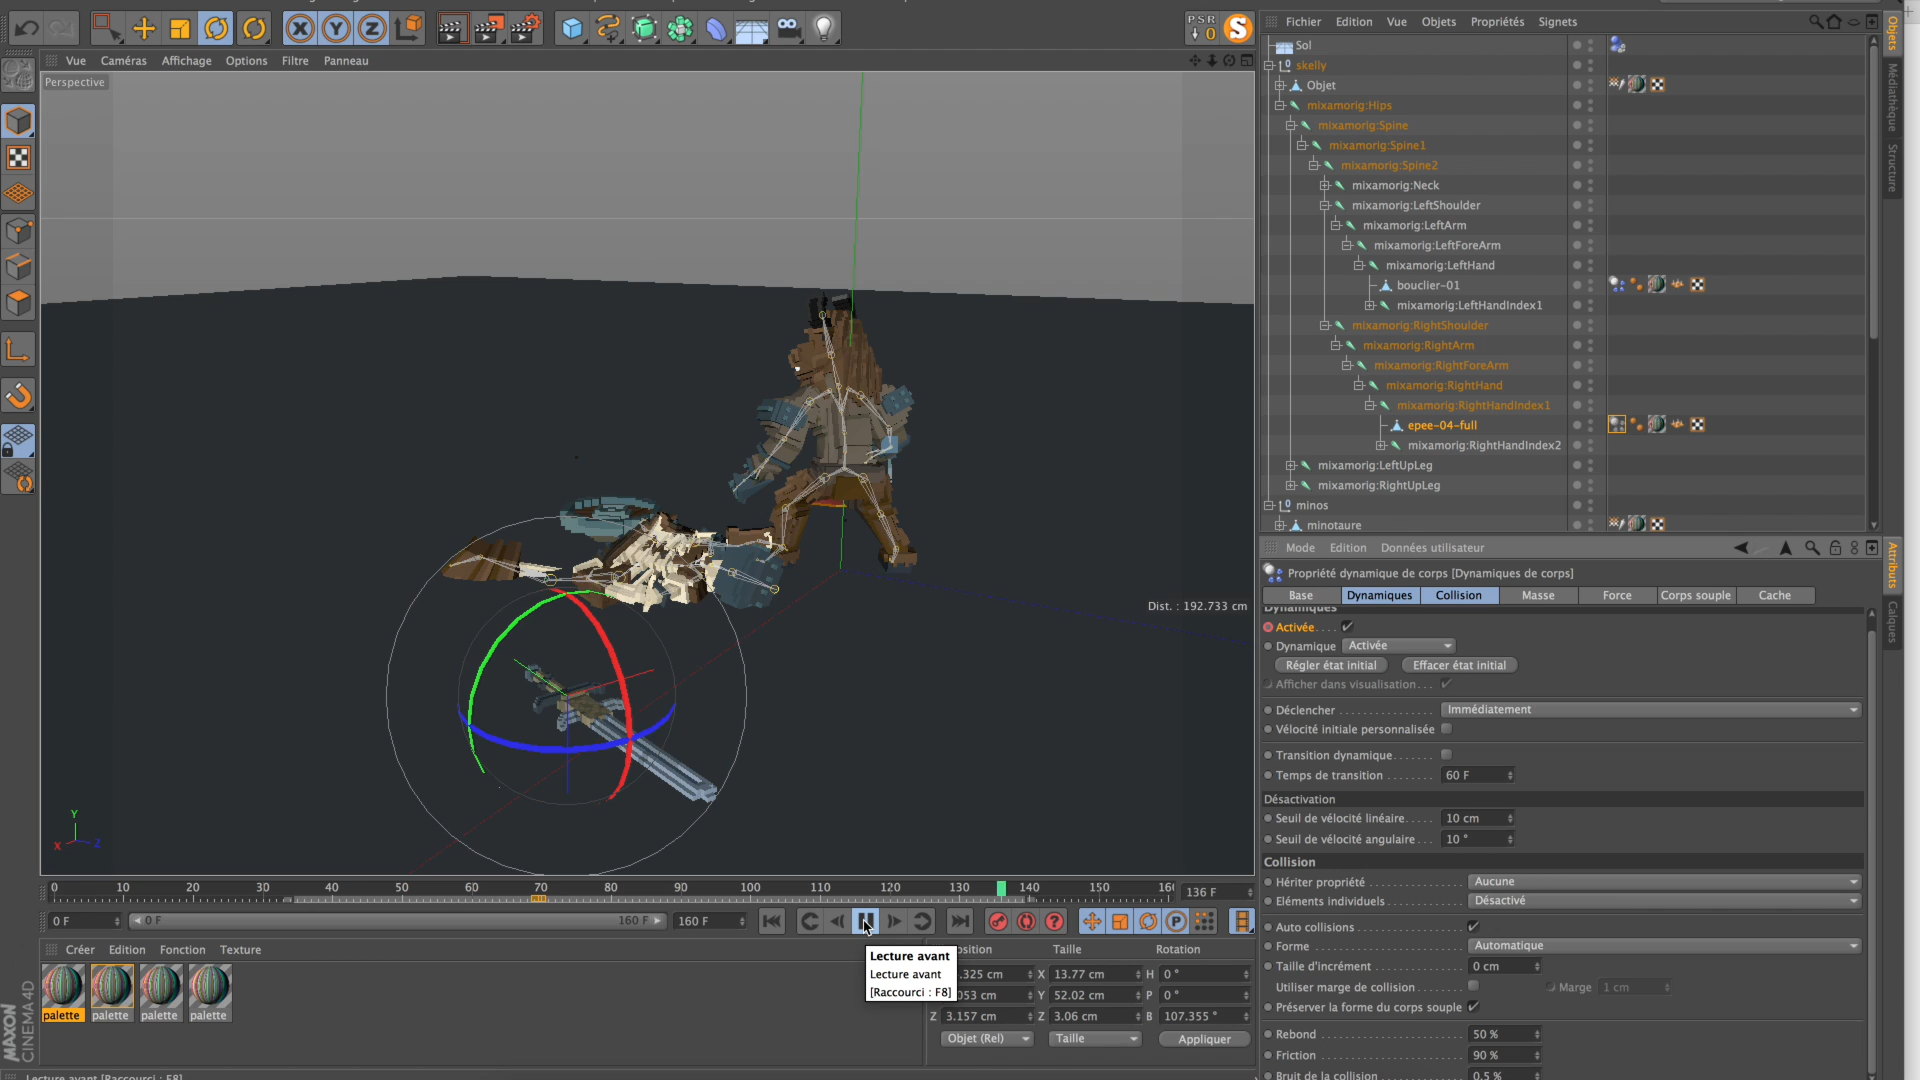 PSR
0
Fichier Edition Vue Objets Propriétés Signets
Vue Caméras Affichage Options Filtre Panneau
Perspective
Sol
skelly
Objet
mixamorig:Hips
mixamorig:Spine
mixamorig:Spine1
mixamorig:Spine2
mixamorig:Neck
mixamorig:LeftShoulder
mixamorig:LeftArm
mixamorig:LeftForeArm
mixamorig:LeftHand
bouclier-01
mixamorig:LeftHandIndex1
mixamorig:RightShoulder
mixamorig:RightArm
mixamorig:RightForeArm
mixamorig:RightHand
mixamorig:RightHandIndex1
epee-04-full
mixamorig:RightHandIndex2
mixamorig:LeftUpLeg
mixamorig:RightUpLeg
minos
minotaure
Objets
Médiathèque
Structure
Attributs
Calques
Dist. : 192.733 cm
Y
X Z
Mode Edition Données utilisateur
Propriété dynamique de corps [Dynamiques de corps]
Base Dynamiques Collision Masse Force Corps souple Cache
Dynamiques
Activée
Dynamique Activée
Régler état initial Effacer état initial
Afficher dans visualisation
Déclencher Immédiatement
Vélocité initiale personnalisée
Transition dynamique
Temps de transition 60 F
Désactivation
Seuil de vélocité linéaire 10 cm
Seuil de vélocité angulaire 10 °
Collision
Hériter propriété Aucune
Eléments individuels Désactivé
Auto collisions
Forme Automatique
Taille d'incrément 0 cm
Utiliser marge de collision Marge 1 cm
Préserver la forme du corps souple
Rebond 50 %
Friction 90 %
Bruit de la collision 0.5 %
0 10 20 30 40 50 60 70 80 90 100 110 120 130 140 150 16 136 F
0 F 0 F 160 F 160 F
Créer Edition Fonction Texture
palette palette palette palette
MAXON
CINEMA 4D
osition Taille Rotation
.325 cm X 13.77 cm H 0 °
053 cm Y 52.02 cm P 0 °
Z 3.157 cm Z 3.06 cm B 107.355 °
Objet (Rel) Taille Appliquer
Lecture avant
Lecture avant
[Raccourci : F8]
Lecture avant [Raccourci : F8]